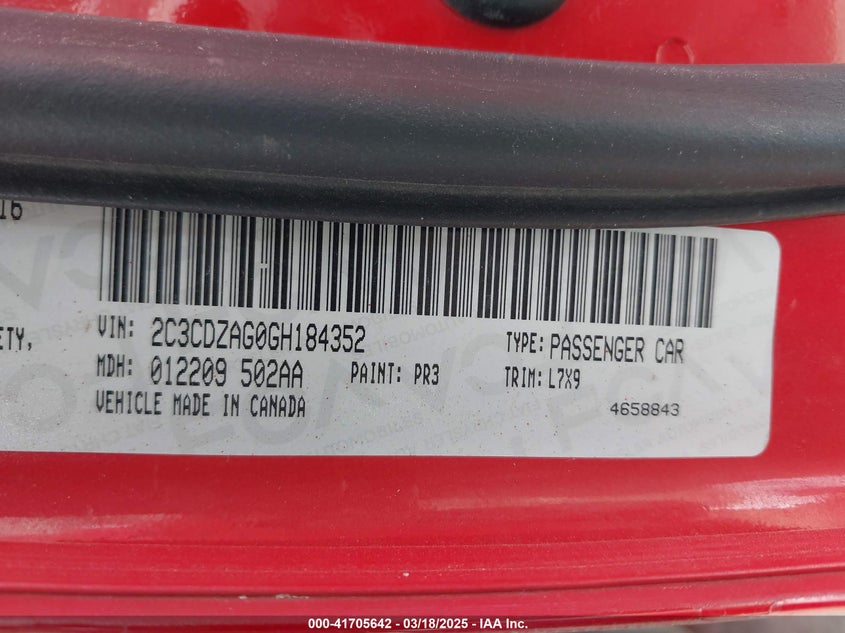 16
ETY,
VIN: 2C3CDZAG0GH184352 TYPE: PASSENGER CAR
MDH: 012209 502AA PAINT: PR3 TRIM: L7X9
VEHICLE MADE IN CANADA 4658843
000-41705642 - 03/18/2025 - IAA Inc.